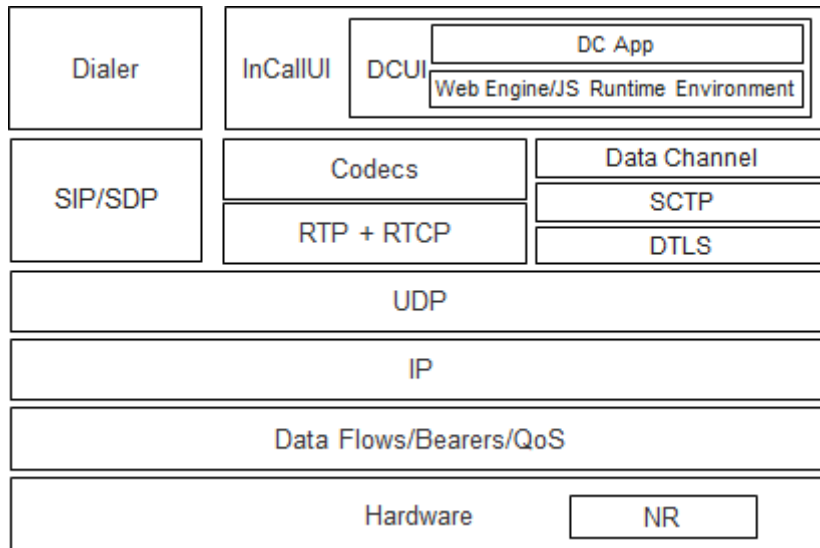 Dialer
InCallUI
DCUI
DC App
Web Engine/JS Runtime Environment
SIP/SDP
Codecs
RTP + RTCP
Data Channel
SCTP
DTLS
UDP
IP
Data Flows/Bearers/QoS
Hardware
NR